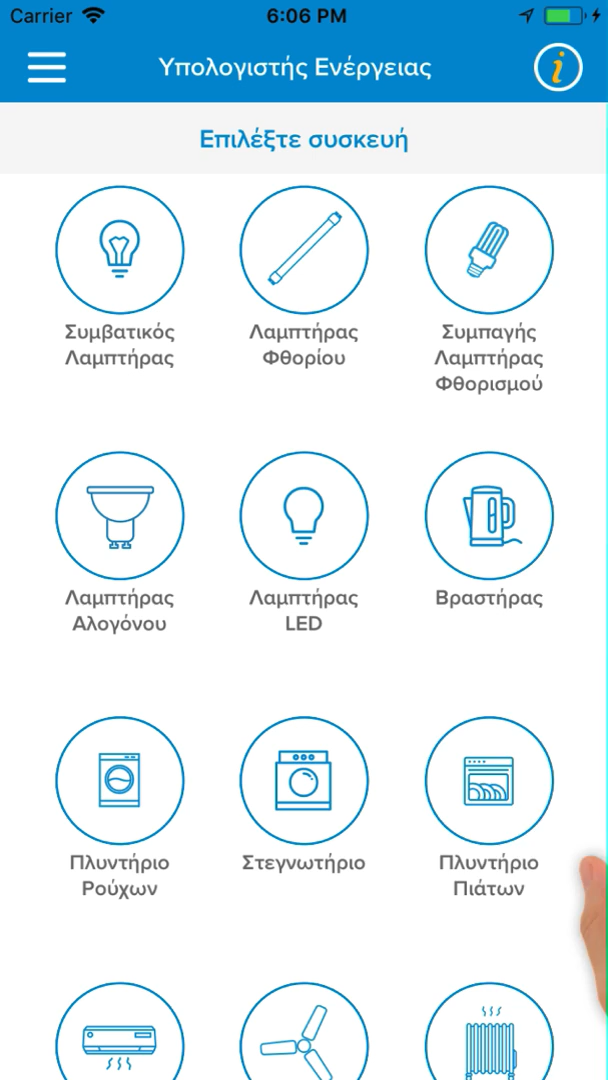 Carrier 6:06 PM
Υπολογιστής Ενέργειας
i
Επιλέξτε συσκευή
Συμβατικός
Λαμπτήρας
Λαμπτήρας
Φθορίου
Συμπαγής
Λαμπτήρας
Φθορισμού
Λαμπτήρας
Αλογόνου
Λαμπτήρας
LED
Βραστήρας
Πλυντήριο
Ρούχων
Στεγνωτήριο
Πλυντήριο
Πιάτων